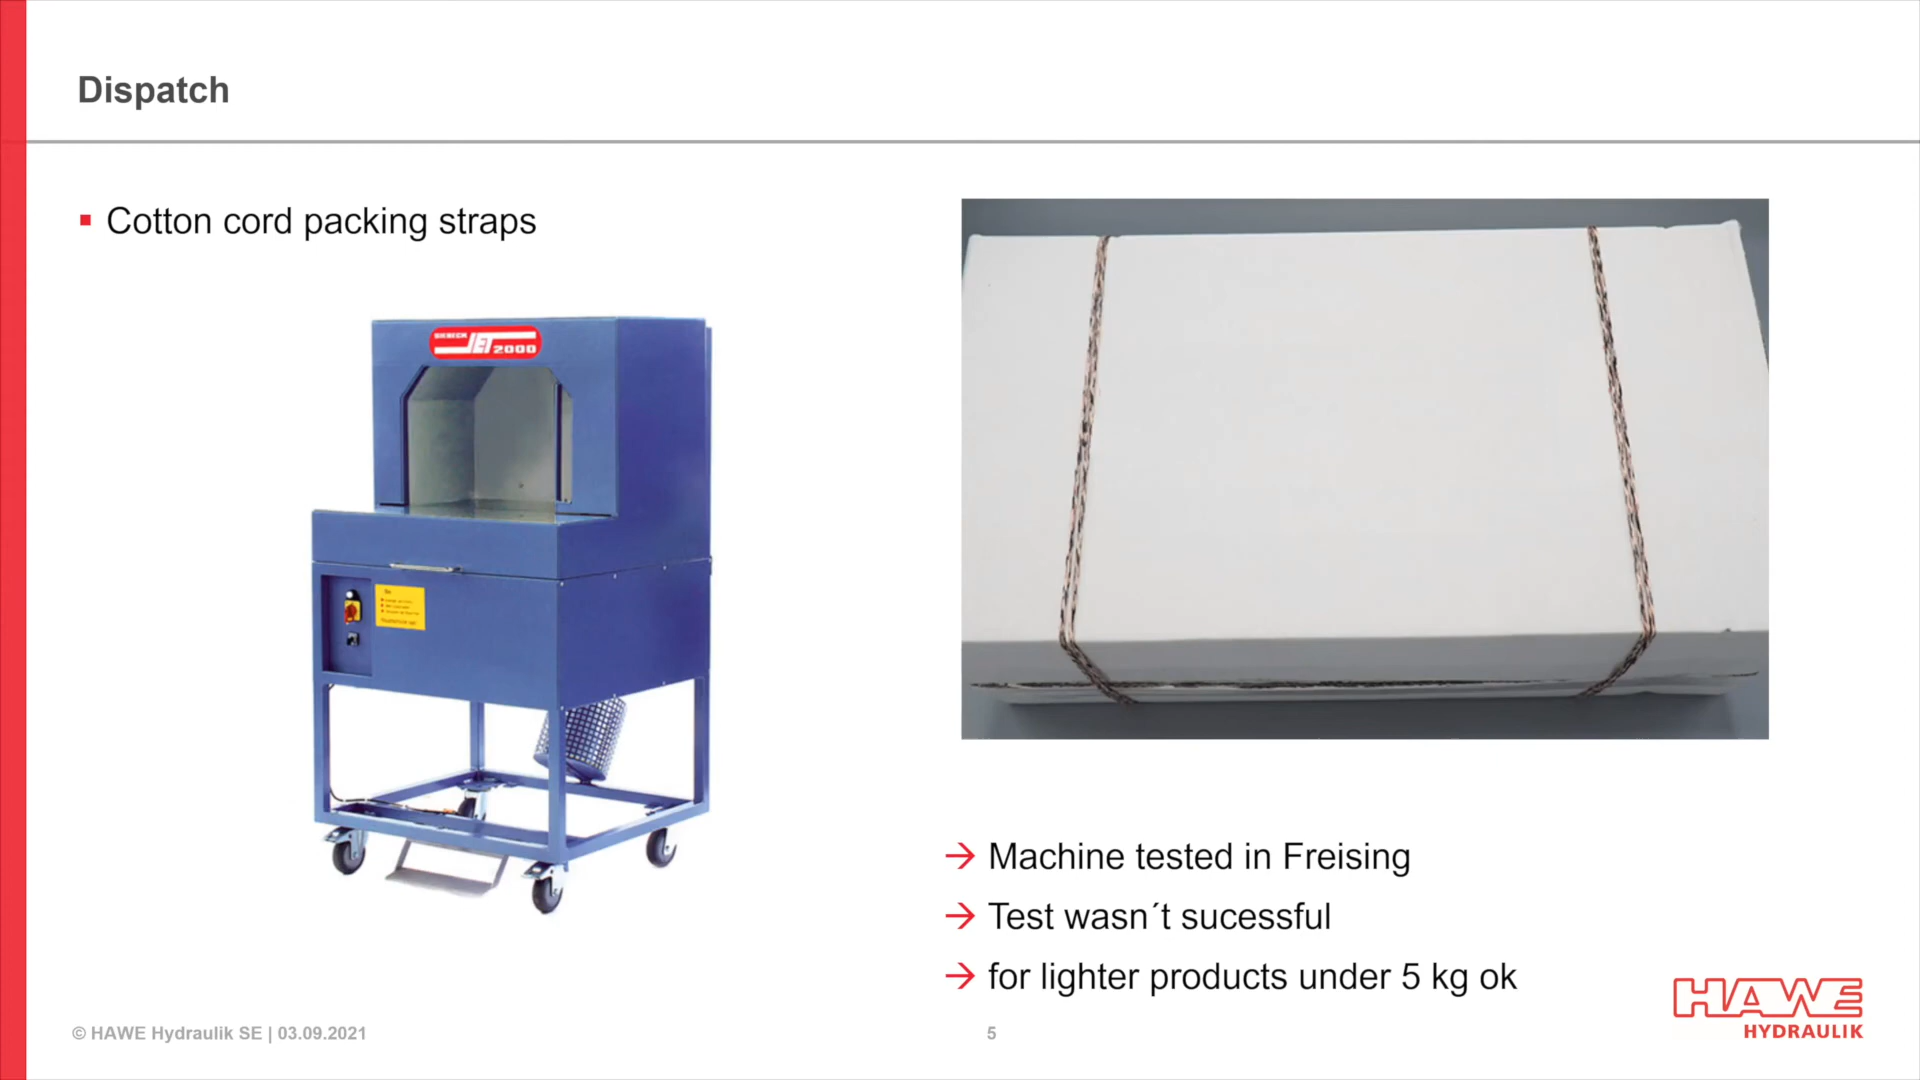 Dispatch
Cotton cord packing straps
JET 2000
Machine tested in Freising
Test wasn´t sucessful
for lighter products under 5 kg ok
© HAWE Hydraulik SE | 03.09.2021
5
HAWE
HYDRAULIK